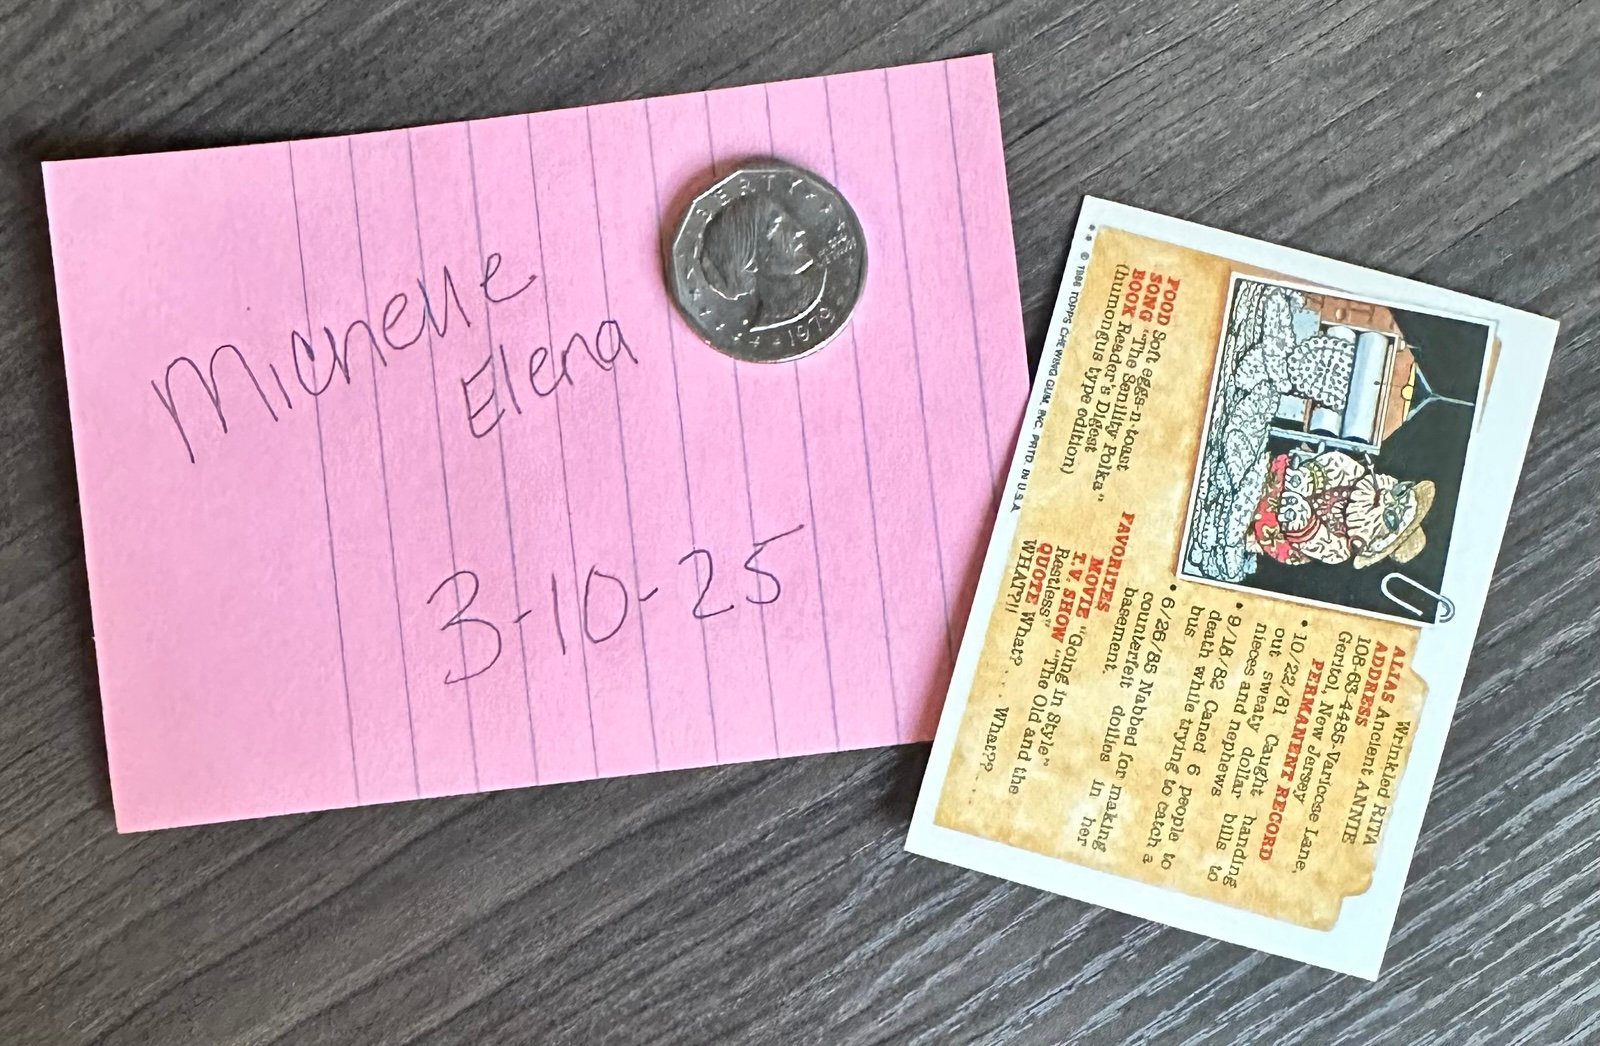 Michelle
Elena
3-10-25
LIBERTY
1979
Wrinkled RITA
ALIAS Ancient ANNIE
ADDRESS
108-63-4485-Varicose Lane,
Geritol, New Jersey
PERMANENT RECORD
• 10/22/81 Caught handing
out sweaty dollar bills to
nieces and nephews
• 9/18/82 Caned 6 people to
death while trying to catch a
bus
• 6/26/85 Nabbed for making
counterfeit dollies in her
basement.
FAVORITES
MOVIE "Going in Style"
T.V. SHOW "The Old and the
Restless"
QUOTE What? . . . What??. . .
WHAT?!!
FOOD Soft eggs-n-toast
SONG "The Senility Polka"
BOOK Reader's Digest
(humongus type edition)
** © 1986 TOPPS CHEWING GUM, INC. PRTD. IN U.S.A.